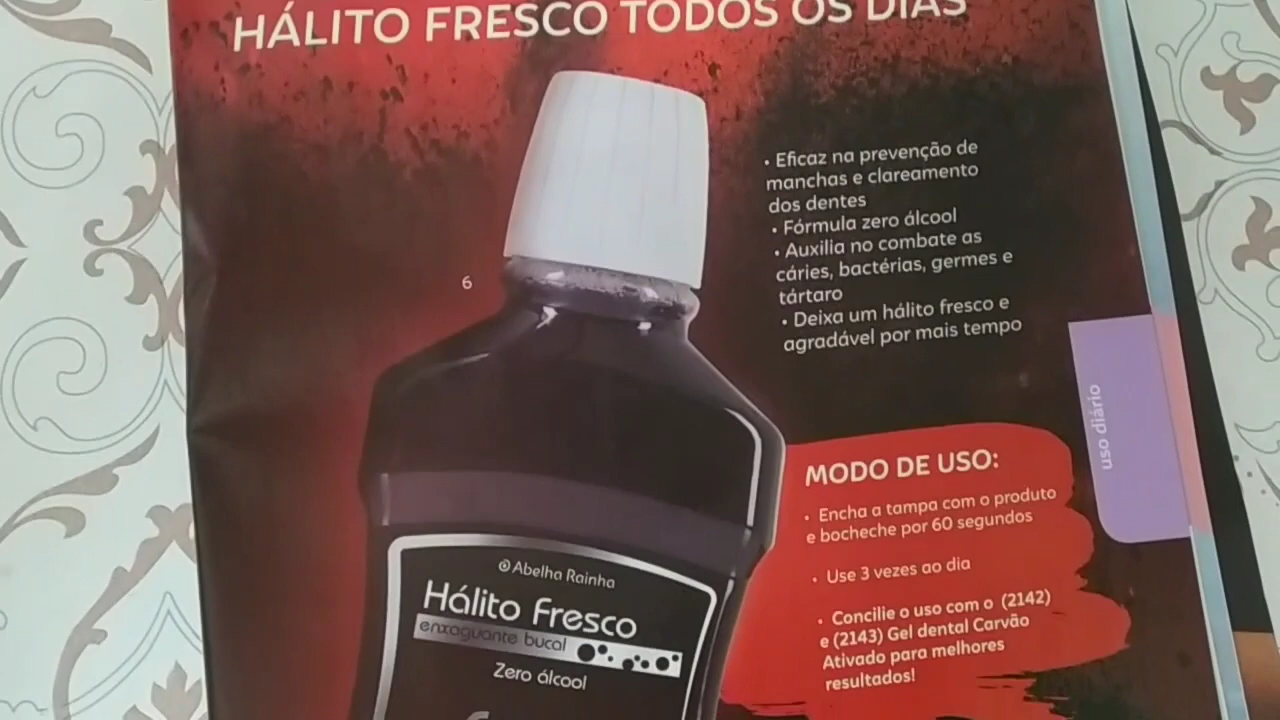 HÁLITO FRESCO TODOS OS DIAS
• Eficaz na prevenção de
manchas e clareamento
dos dentes
• Fórmula zero álcool
• Auxilia no combate as
cáries, bactérias, germes e
tártaro
• Deixa um hálito fresco e
agradável por mais tempo
6
uso diário
MODO DE USO:
• Encha a tampa com o produto
e bocheche por 60 segundos
• Use 3 vezes ao dia
• Concilie o uso com o (2142)
e (2143) Gel dental Carvão
Ativado para melhores
resultados!
Abelha Rainha
Hálito Fresco
enxaguante bucal
Zero álcool